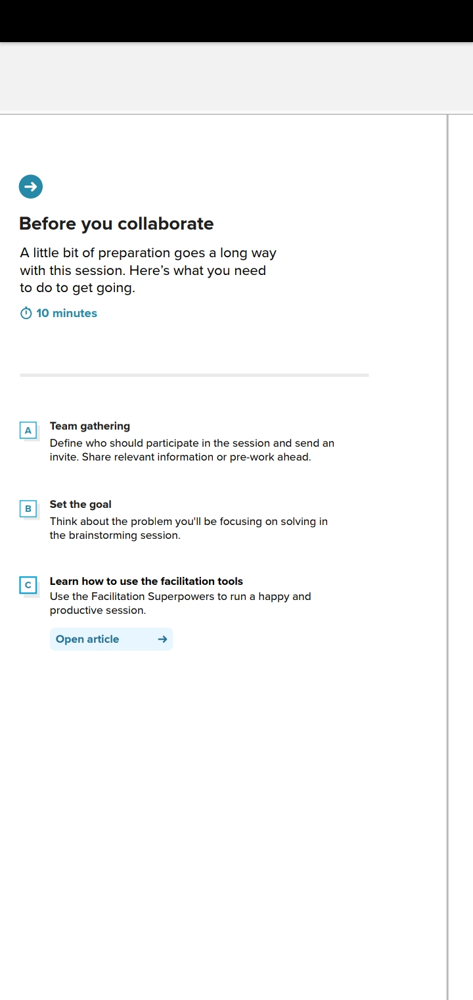 Before you collaborate
A little bit of preparation goes a long way
with this session. Here’s what you need
to do to get going.
10 minutes
A
Team gathering
Define who should participate in the session and send an
invite. Share relevant information or pre-work ahead.
B
Set the goal
Think about the problem you'll be focusing on solving in
the brainstorming session.
C
Learn how to use the facilitation tools
Use the Facilitation Superpowers to run a happy and
productive session.
Open article